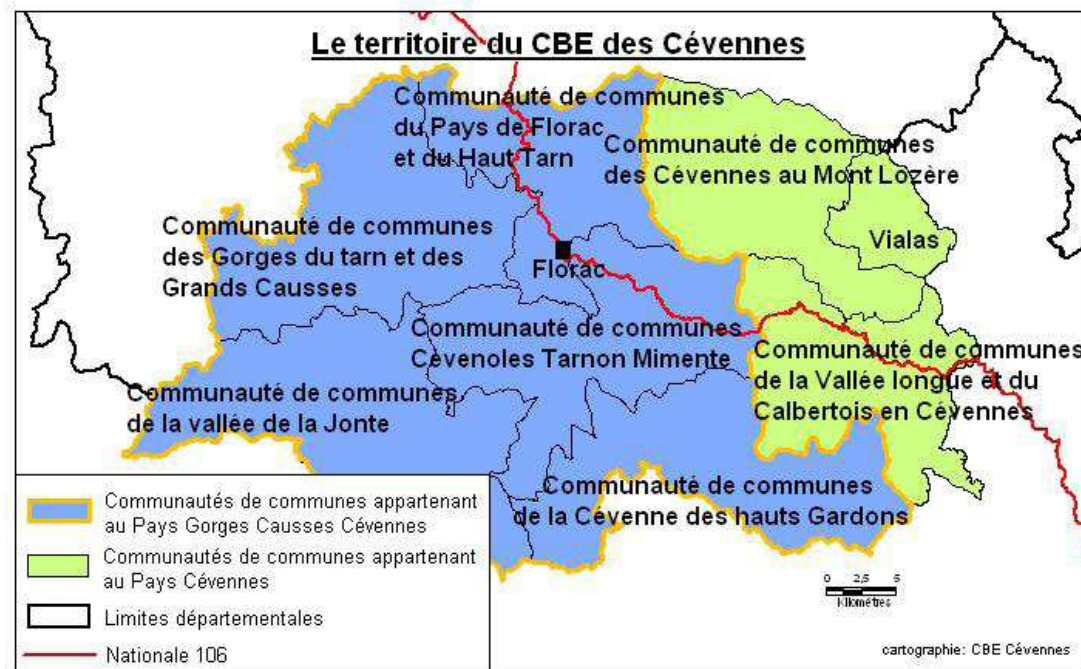 Le territoire du CBE des Cévennes
Communauté de communes
du Pays de Florac
et du Haut Tarn
Communauté de communes
des Cévennes au Mont Lozère
Vialas
Communauté de communes
des Gorges du tarn et des
Grands Causses
Florac
Communauté de communes
Cévenoles Tarnon Mimente
Communauté de communes
de la Vallée longue et du
Calbertois en Cévennes
Communauté de communes
de la vallée de la Jonte
Communauté de communes
de la Cévenne des hauts Gardons
Communautés de communes appartenant
au Pays Gorges Causses Cévennes
Communautés de communes appartenant
au Pays Cévennes
Limites départementales
Nationale 106
0 2,5 5
Kilomètres
cartographie: CBE Cévennes